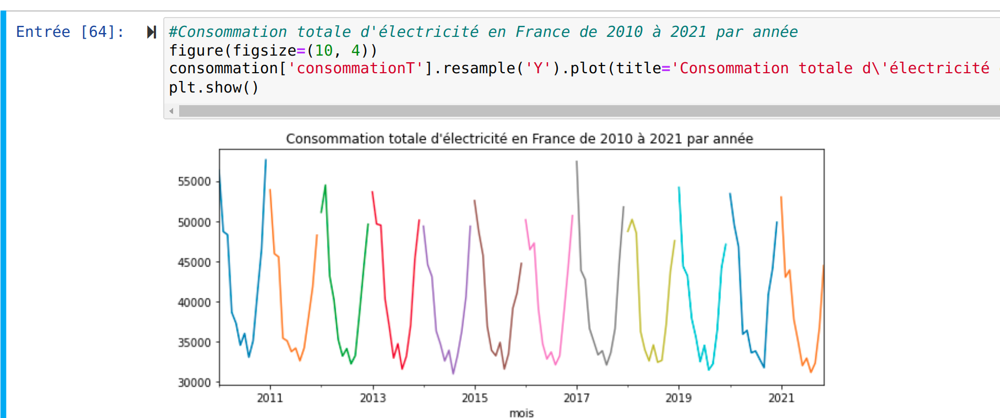 Entrée [64]:
#Consommation totale d'électricité en France de 2010 à 2021 par année
figure(figsize=(10, 4))
consommation['consommationT'].resample('Y').plot(title='Consommation totale d\'électricité
plt.show()
Consommation totale d'électricité en France de 2010 à 2021 par année
55000
50000
45000
40000
35000
30000
2011 2013 2015 2017 2019 2021
mois